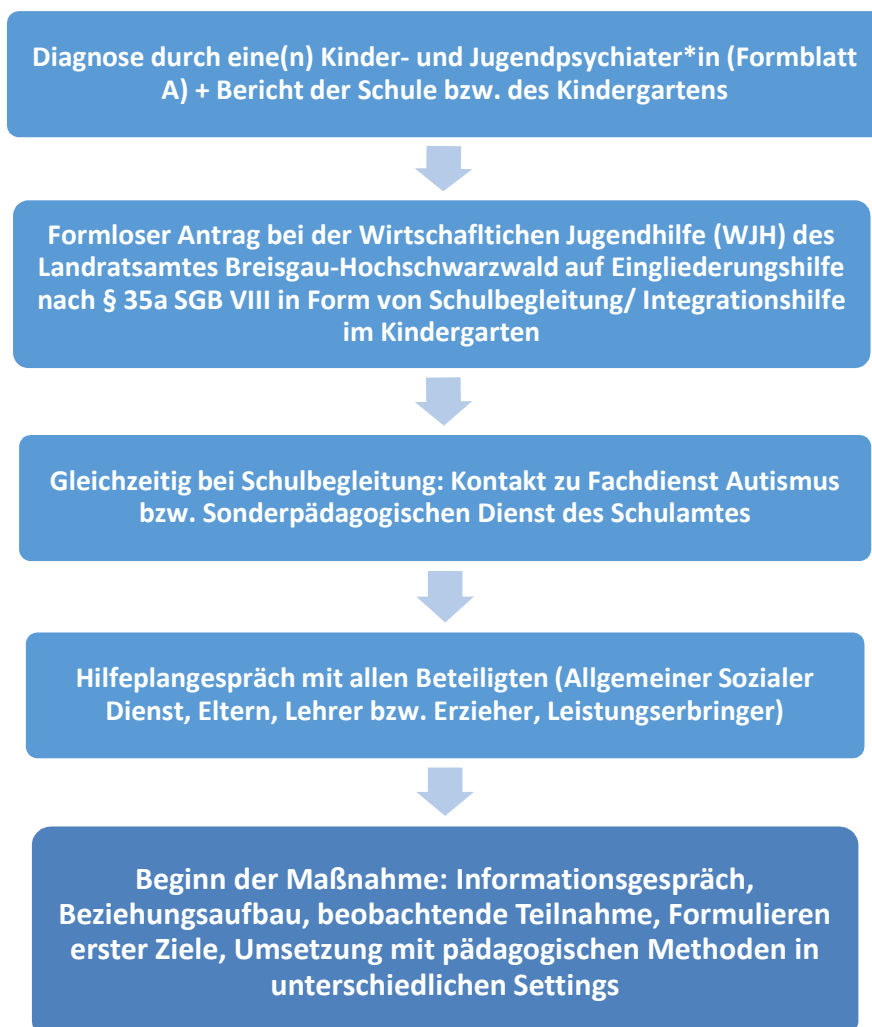 Diagnose durch eine(n) Kinder- und Jugendpsychiater*in (Formblatt
A) + Bericht der Schule bzw. des Kindergartens
Formloser Antrag bei der Wirtschafltichen Jugendhilfe (WJH) des
Landratsamtes Breisgau-Hochschwarzwald auf Eingliederungshilfe
nach § 35a SGB VIII in Form von Schulbegleitung/ Integrationshilfe
im Kindergarten
Gleichzeitig bei Schulbegleitung: Kontakt zu Fachdienst Autismus
bzw. Sonderpädagogischen Dienst des Schulamtes
Hilfeplangespräch mit allen Beteiligten (Allgemeiner Sozialer
Dienst, Eltern, Lehrer bzw. Erzieher, Leistungserbringer)
Beginn der Maßnahme: Informationsgespräch,
Beziehungsaufbau, beobachtende Teilnahme, Formulieren
erster Ziele, Umsetzung mit pädagogischen Methoden in
unterschiedlichen Settings